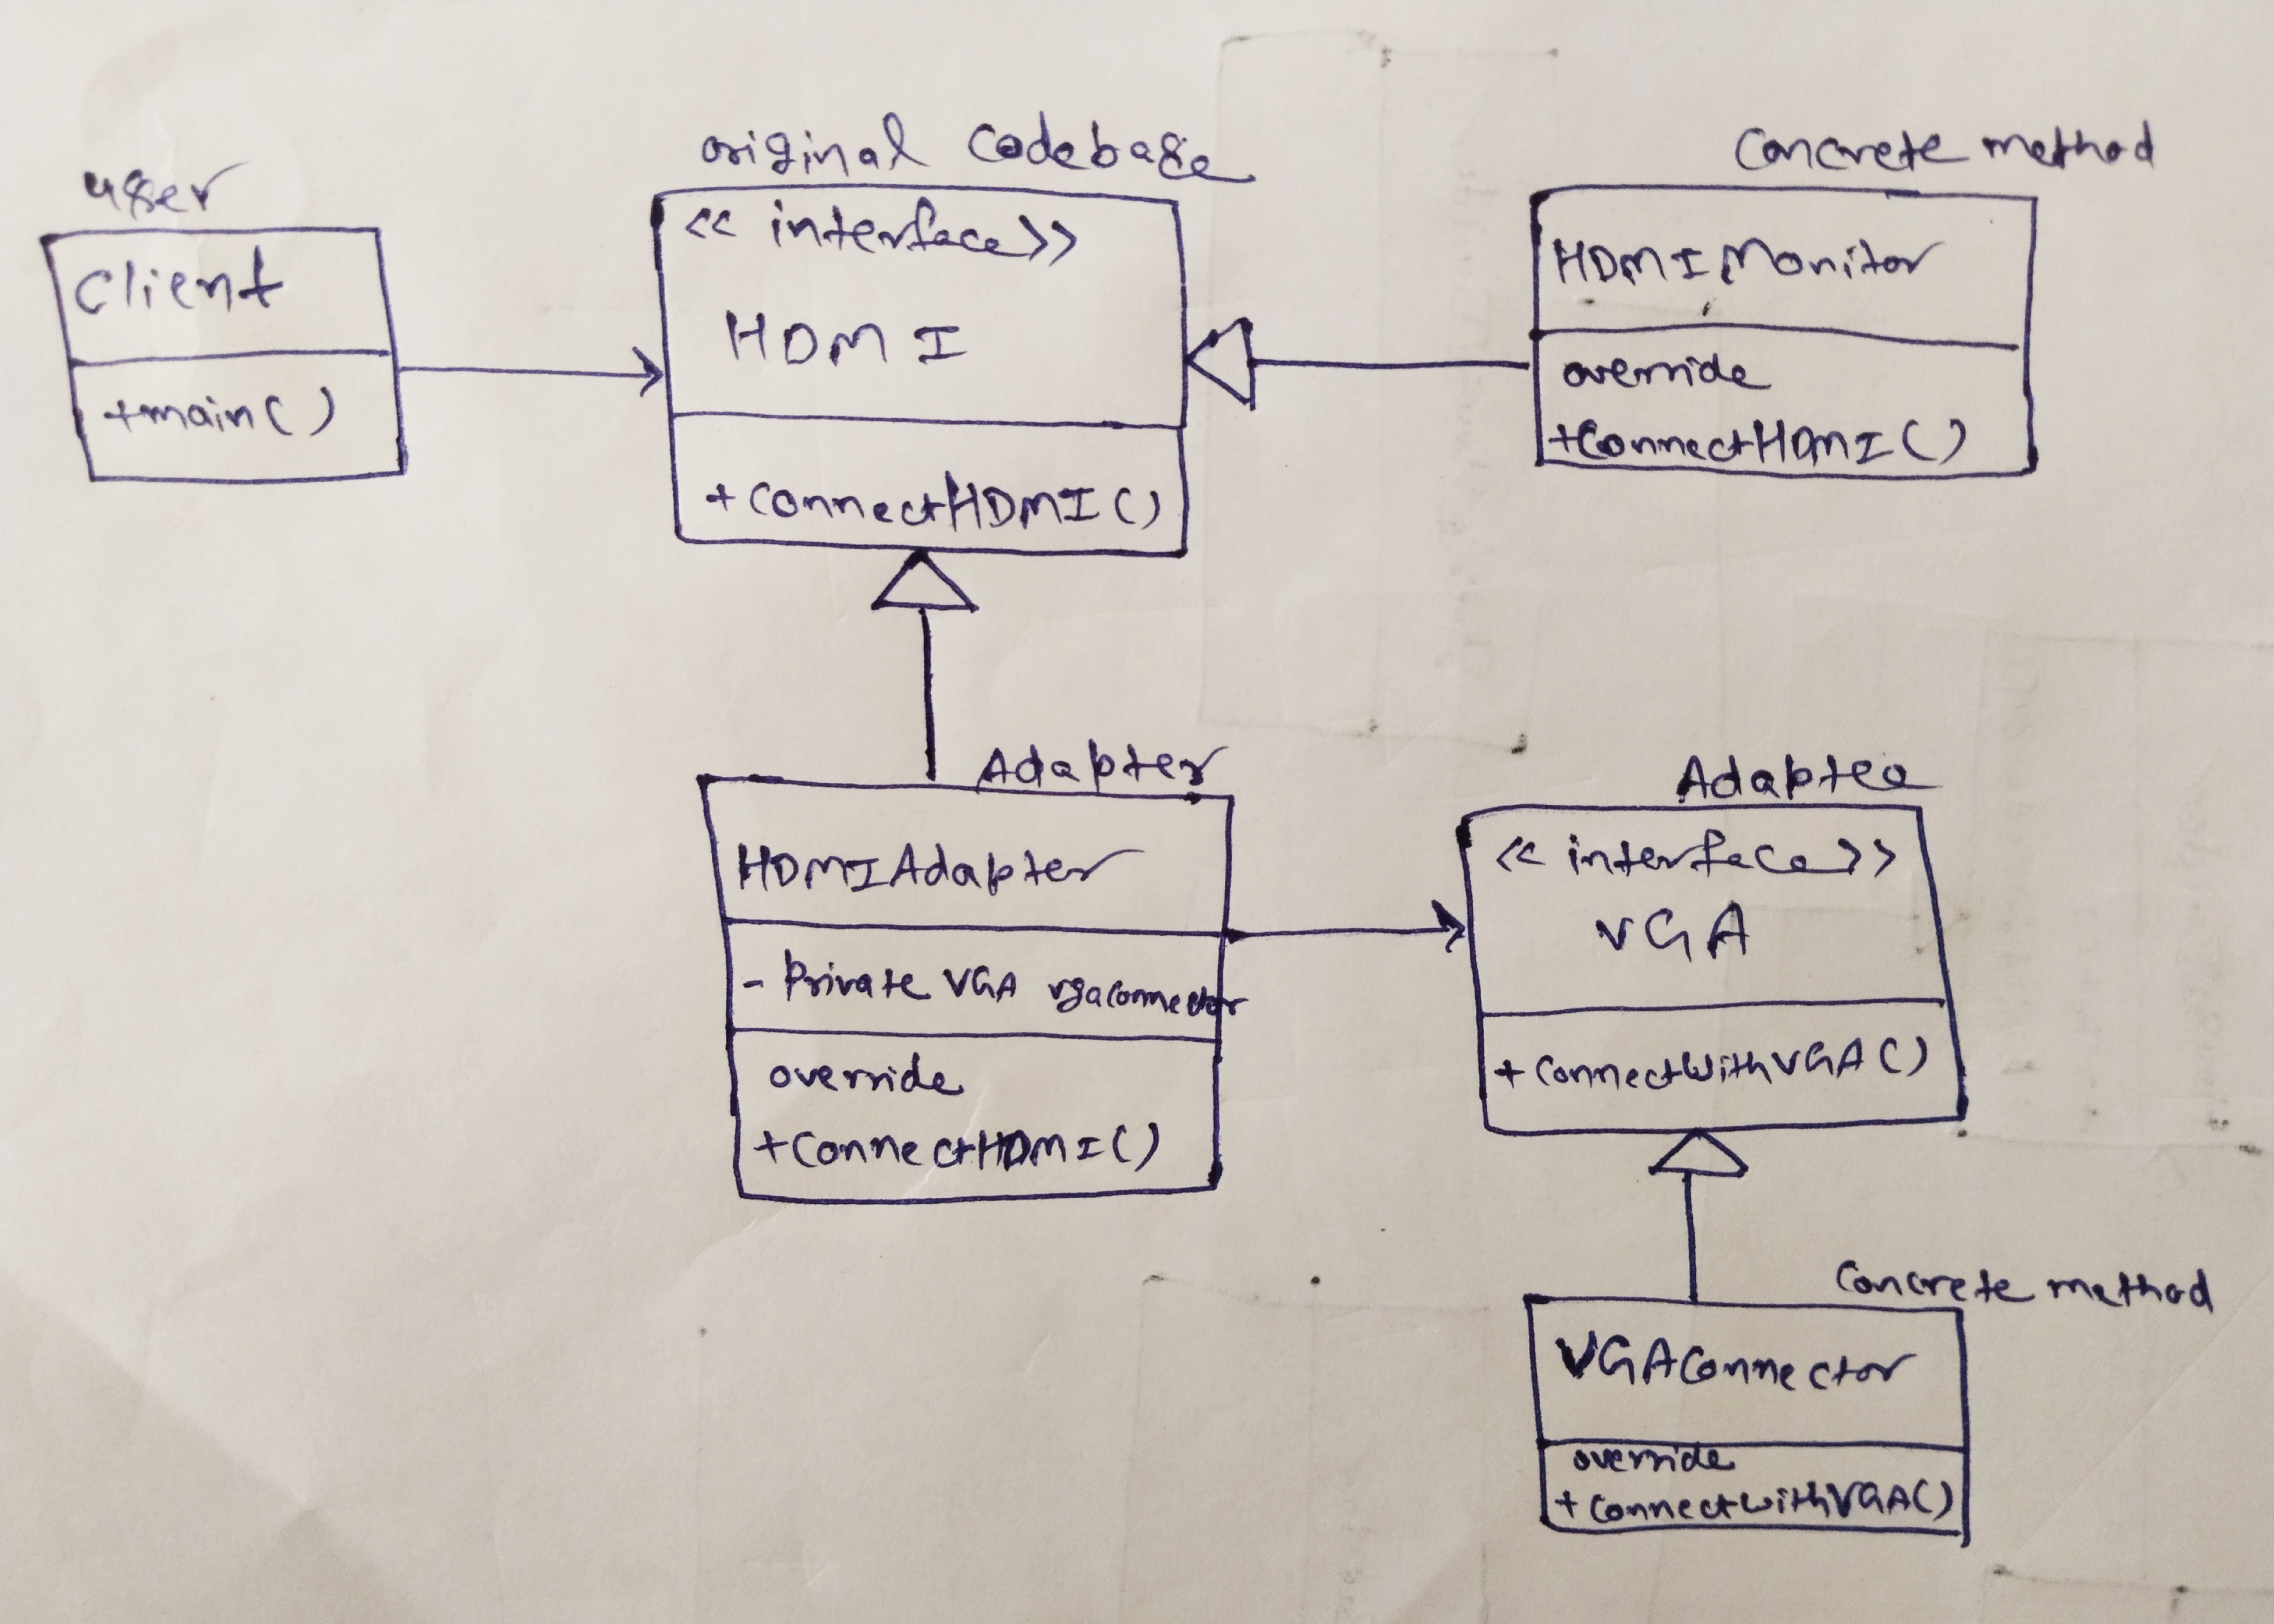 user
Client
+main()
original Codebase
<< interface >>
HDMI
+ConnectHDMI()
Concrete method
HDMIMonitor
override
+ConnectHDMI()
Adapter
HDMIAdapter
- Private VGA vgaConnector
override
+ConnectHDMI()
Adaptee
<< interface >>
VGA
+ConnectWithVGA()
Concrete method
VGAConnector
override
+ConnectWithVGA()